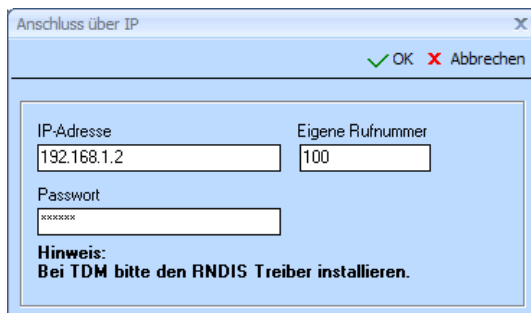 Anschluss über IP
OK Abbrechen
IP-Adresse Eigene Rufnummer
192.168.1.2 100
Passwort
******
Hinweis:
Bei TDM bitte den RNDIS Treiber installieren.